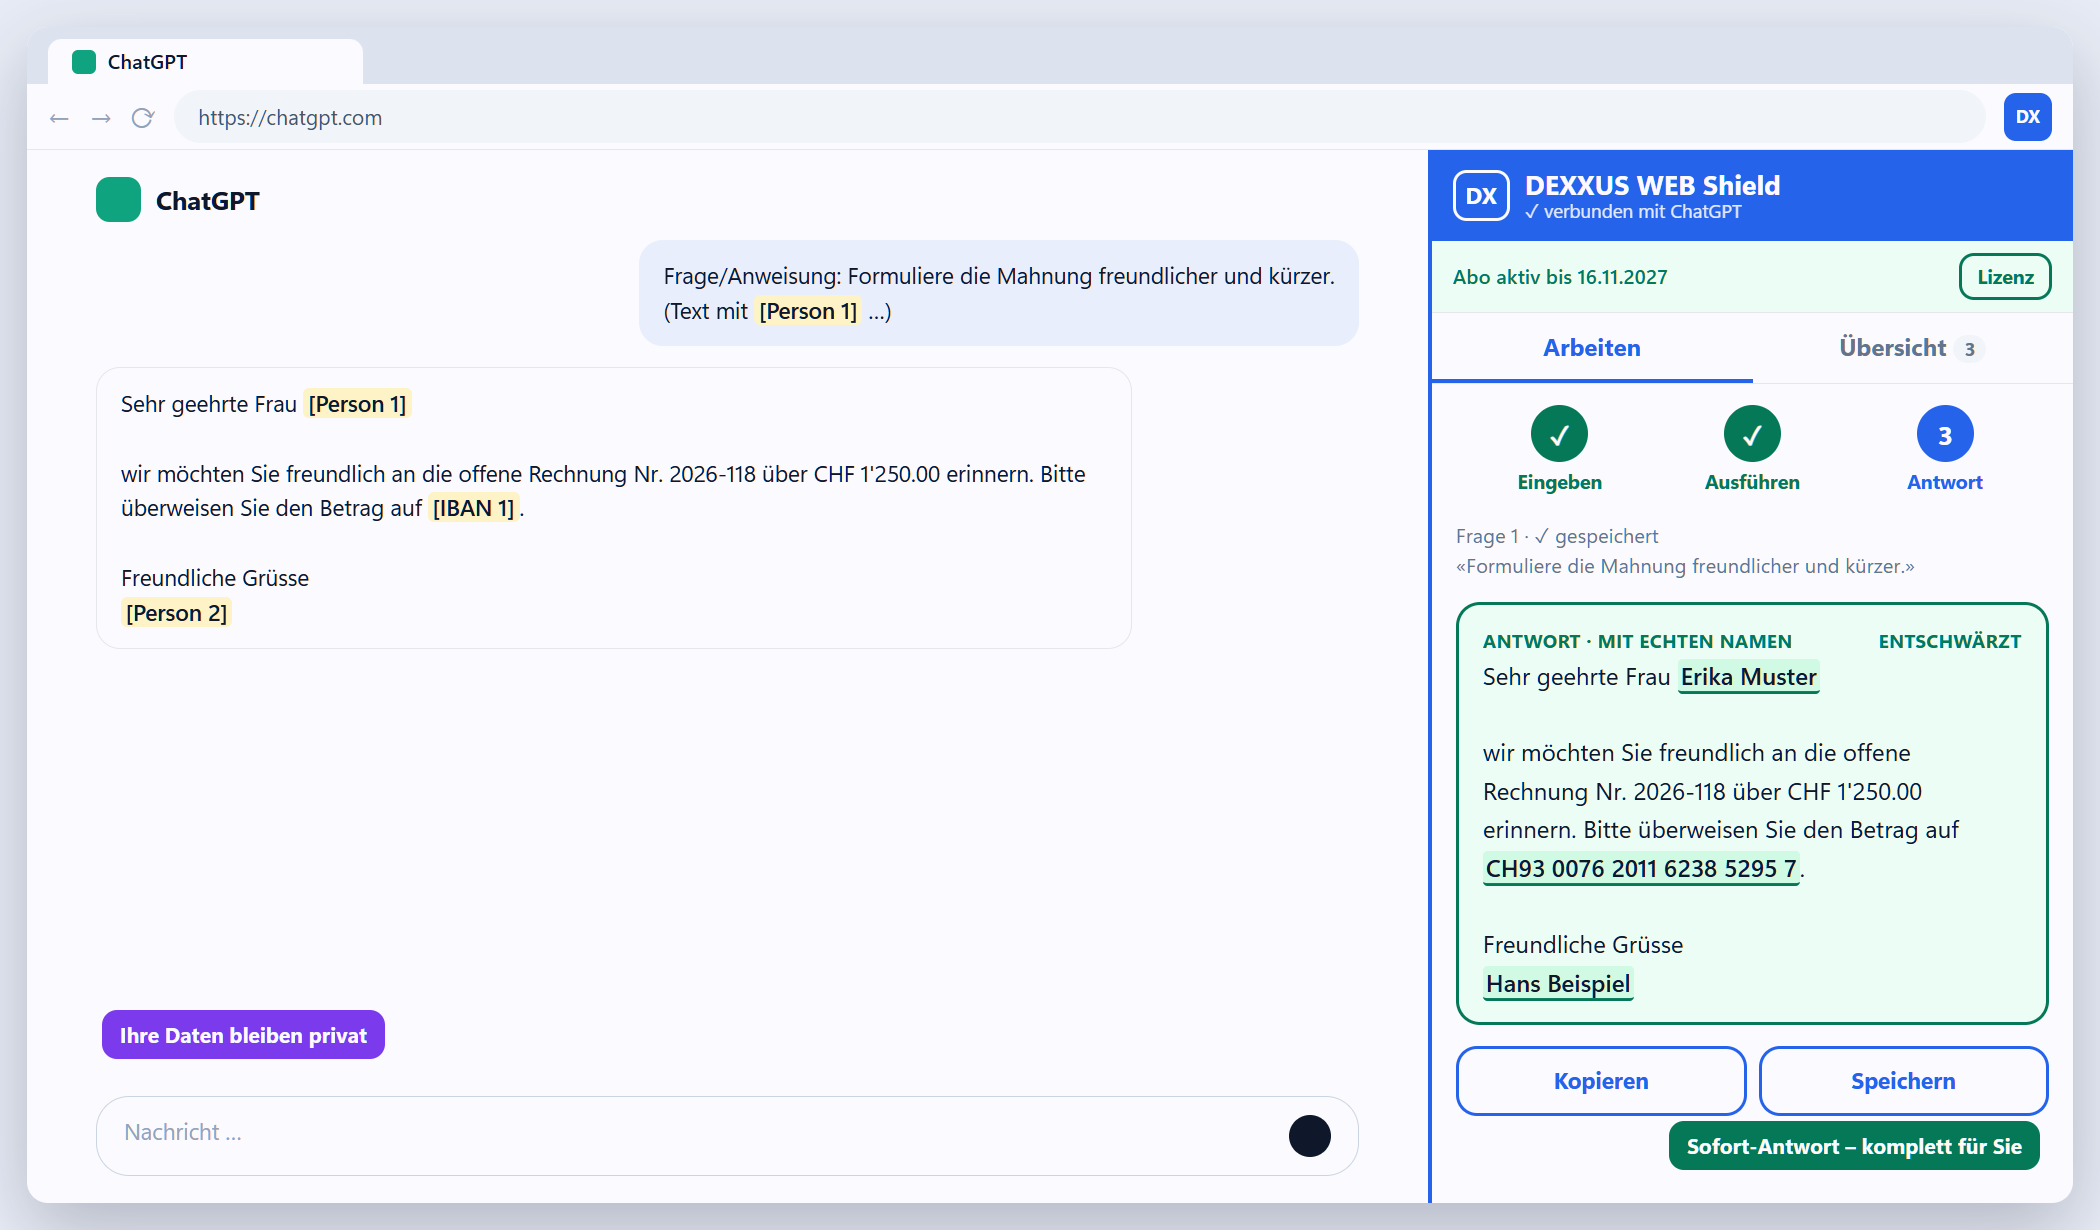 ChatGPT
https://chatgpt.com
DX
ChatGPT
Frage/Anweisung: Formuliere die Mahnung freundlicher und kürzer.
(Text mit [Person 1] ...)
Sehr geehrte Frau [Person 1]
wir möchten Sie freundlich an die offene Rechnung Nr. 2026-118 über CHF 1'250.00 erinnern. Bitte
überweisen Sie den Betrag auf [IBAN 1].
Freundliche Grüsse
[Person 2]
Ihre Daten bleiben privat
Nachricht ...
DX
DEXXUS WEB Shield
✓ verbunden mit ChatGPT
Abo aktiv bis 16.11.2027
Lizenz
Arbeiten
Übersicht 3
✓
✓
3
Eingeben
Ausführen
Antwort
Frage 1 · ✓ gespeichert
«Formuliere die Mahnung freundlicher und kürzer.»
ANTWORT · MIT ECHTEN NAMEN
ENTSCHWÄRZT
Sehr geehrte Frau Erika Muster
wir möchten Sie freundlich an die offene
Rechnung Nr. 2026-118 über CHF 1'250.00
erinnern. Bitte überweisen Sie den Betrag auf
CH93 0076 2011 6238 5295 7.
Freundliche Grüsse
Hans Beispiel
Kopieren
Speichern
Sofort-Antwort – komplett für Sie